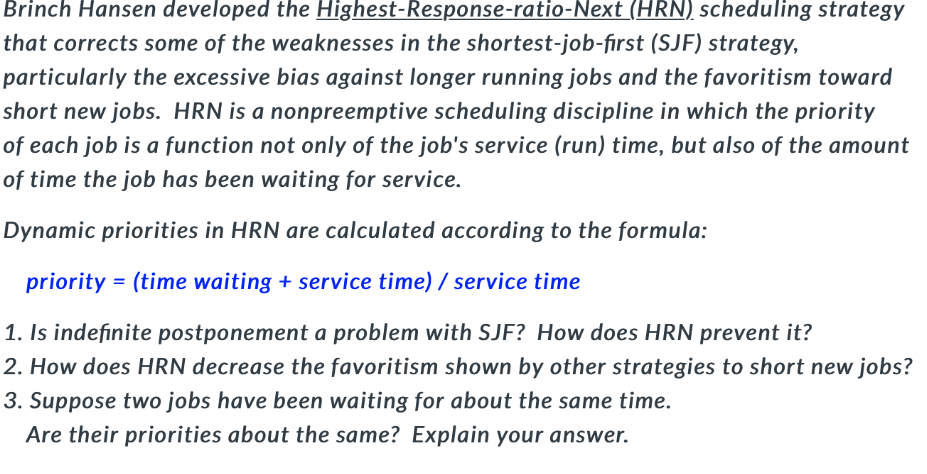 Brinch Hansen developed the Highest-Response-ratio-Next (HRN) scheduling strategy
that corrects some of the weaknesses in the shortest-job-first (SJF) strategy,
particularly the excessive bias against longer running jobs and the favoritism toward
short new jobs.  HRN is a nonpreemptive scheduling discipline in which the priority
of each job is a function not only of the job's service (run) time, but also of the amount
of time the job has been waiting for service.
Dynamic priorities in HRN are calculated according to the formula:
priority = (time waiting + service time) / service time
1. Is indefinite postponement a problem with SJF?  How does HRN prevent it?
2. How does HRN decrease the favoritism shown by other strategies to short new jobs?
3. Suppose two jobs have been waiting for about the same time.
Are their priorities about the same?  Explain your answer.